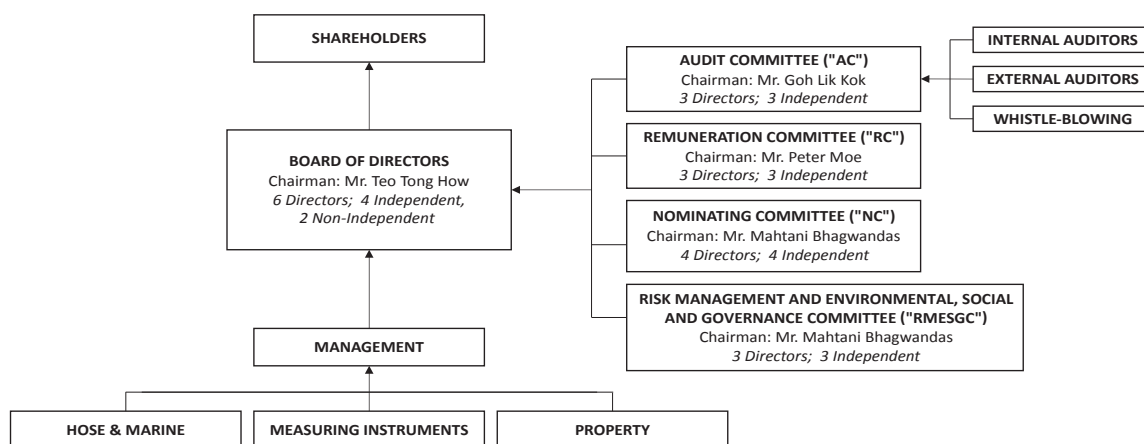 SHAREHOLDERS
BOARD OF DIRECTORS
Chairman: Mr. Teo Tong How
6 Directors; 4 Independent,
2 Non-Independent
MANAGEMENT
HOSE & MARINE
MEASURING INSTRUMENTS
PROPERTY
AUDIT COMMITTEE ("AC")
Chairman: Mr. Goh Lik Kok
3 Directors; 3 Independent
REMUNERATION COMMITTEE ("RC")
Chairman: Mr. Peter Moe
3 Directors; 3 Independent
NOMINATING COMMITTEE ("NC")
Chairman: Mr. Mahtani Bhagwandas
4 Directors; 4 Independent
RISK MANAGEMENT AND ENVIRONMENTAL, SOCIAL
AND GOVERNANCE COMMITTEE ("RMESGC")
Chairman: Mr. Mahtani Bhagwandas
3 Directors; 3 Independent
INTERNAL AUDITORS
EXTERNAL AUDITORS
WHISTLE-BLOWING